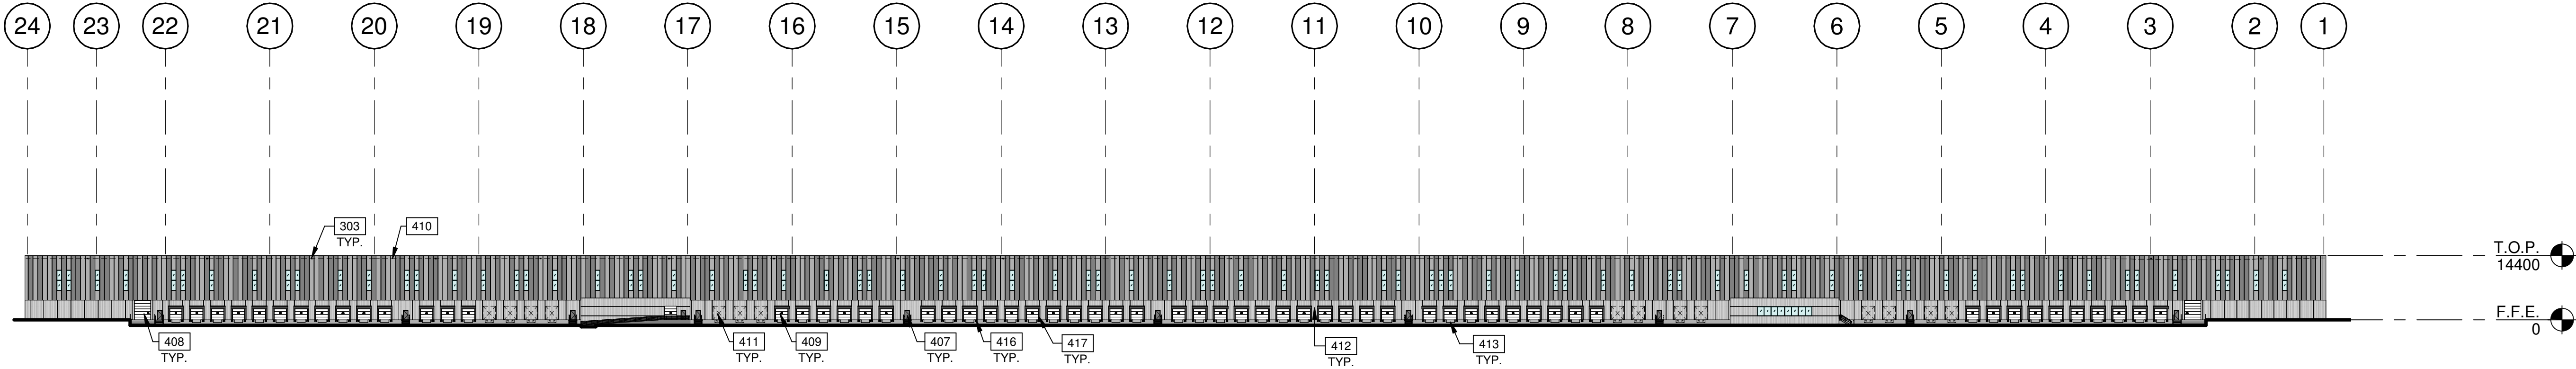 24 23 22 21 20 19 18 17 16 15 14 13 12 11 10 9 8 7 6 5 4 3 2 1
303 410
TYP.
T.O.P.
14400
F.F.E.
0
408 411 409 407 416 417 412 413
TYP. TYP. TYP. TYP. TYP. TYP. TYP. TYP.